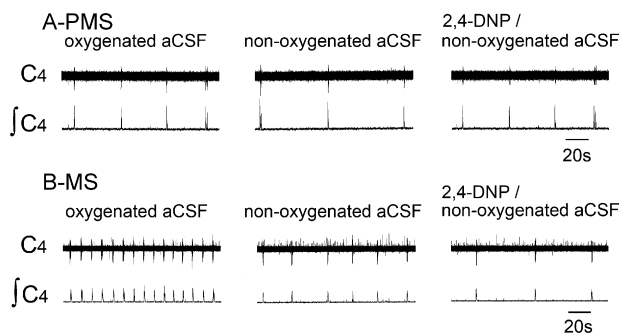 A-PMS
oxygenated aCSF
non-oxygenated aCSF
2,4-DNP /
non-oxygenated aCSF
C4
∫C4
20s
B-MS
oxygenated aCSF
non-oxygenated aCSF
2,4-DNP /
non-oxygenated aCSF
C4
∫C4
20s